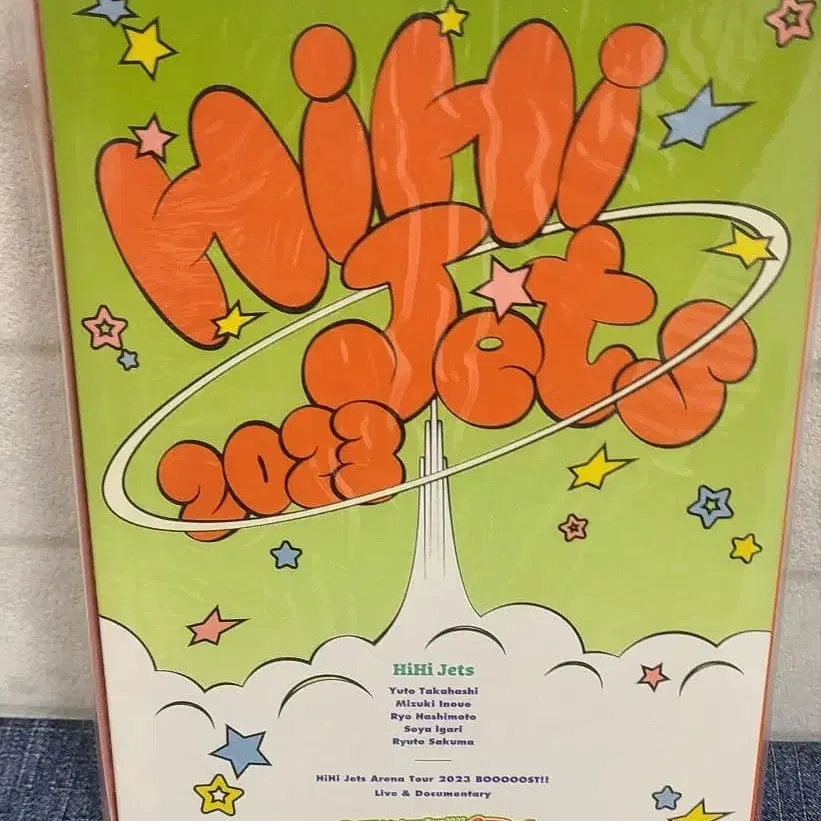 HiHi
Jets
2023
HiHi Jets
Yuto Takahashi
Mizuki Inoue
Ryo Hashimoto
Soya Igari
Ryuto Sakuma
HiHi Jets Arena Tour 2023 BOOOOOST!!
Live & Documentary